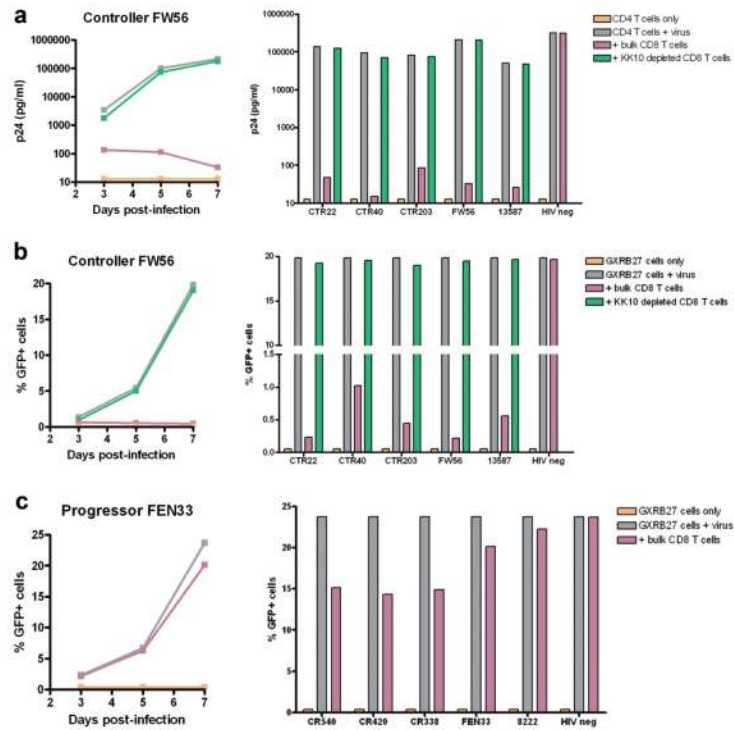 a
Controller FW56
1000000
100000
10000
1000
100
10
p24 (pg/ml)
2 3 4 5 6 7
Days post-infection
1000000
100000
10000
1000
100
10
p24 (pg/ml)
CTR22 CTR40 CTR203 FW56 13587 HIV neg
CD4 T cells only
CD4 T cells + virus
+ bulk CD8 T cells
+ KK10 depleted CD8 T cells
b
Controller FW56
20
15
10
5
0
% GFP+ cells
2 3 4 5 6 7
Days post-infection
20
15
10
1.0
0.5
0.0
% GFP+ cells
CTR22 CTR40 CTR203 FW56 13587 HIV neg
GXRB27 cells only
GXRB27 cells + virus
+ bulk CD8 T cells
+ KK10 depleted CD8 T cells
c
Progressor FEN33
25
20
15
10
5
0
% GFP+ cells
2 3 4 5 6 7
Days post-infection
25
20
15
10
5
0
% GFP+ cells
CR540 CR420 CR338 FEN33 8222 HIV neg
GXRB27 cells only
GXRB27 cells + virus
+ bulk CD8 T cells